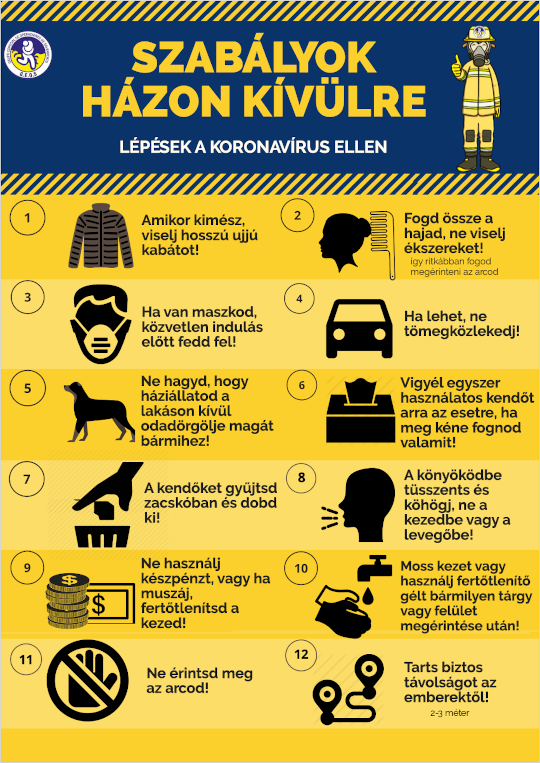 SZABÁLYOK
HÁZON KÍVÜLRE
LÉPÉSEK A KORONAVÍRUS ELLEN
1
Amikor kimész,
viselj hosszú ujjú
kabátot!
2
Fogd össze a
hajad, ne viselj
ékszereket!
így ritkábban fogod
megérinteni az arcod
3
Ha van maszkod,
közvetlen indulás
előtt fedd fel!
4
Ha lehet, ne
tömegközlekedj!
5
Ne hagyd, hogy
háziállatod a
lakáson kívül
odadörgölje magát
bármihez!
6
Vigyél egyszer
használatos kendőt
arra az esetre, ha
meg kéne fognod
valamit!
7
A kendőket gyűjtsd
zacskóban és dobd
ki!
8
A könyöködbe
tüsszents és
köhögj, ne a
kezedbe vagy a
levegőbe!
9
Ne használj
készpénzt, vagy ha
muszáj,
fertőtlenítsd a
kezed!
10
Moss kezet vagy
használj fertőtlenítő
gélt bármilyen tárgy
vagy felület
megérintése után!
11
Ne érintsd meg
az arcod!
12
Tarts biztos
távolságot az
emberektől!
2-3 méter